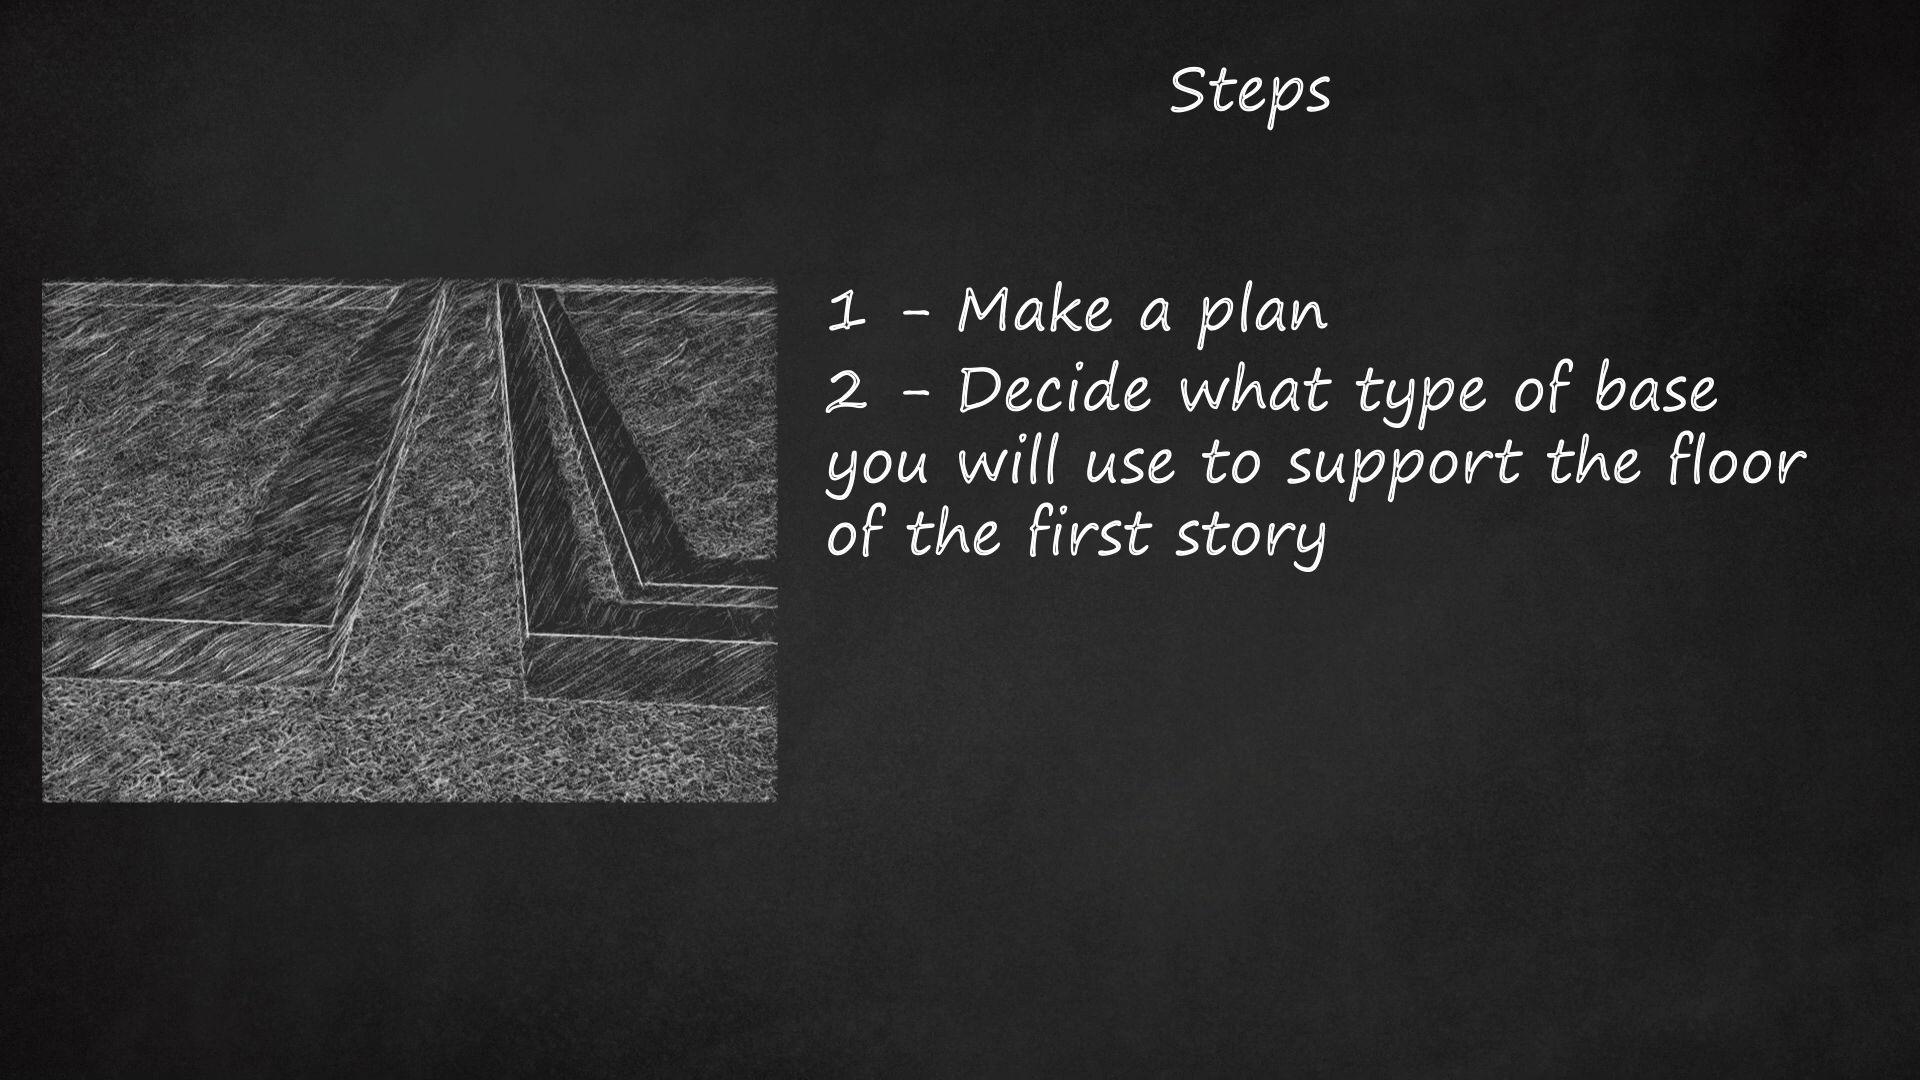 Steps
1 - Make a plan
2 - Decide what type of base
you will use to support the floor
of the first story